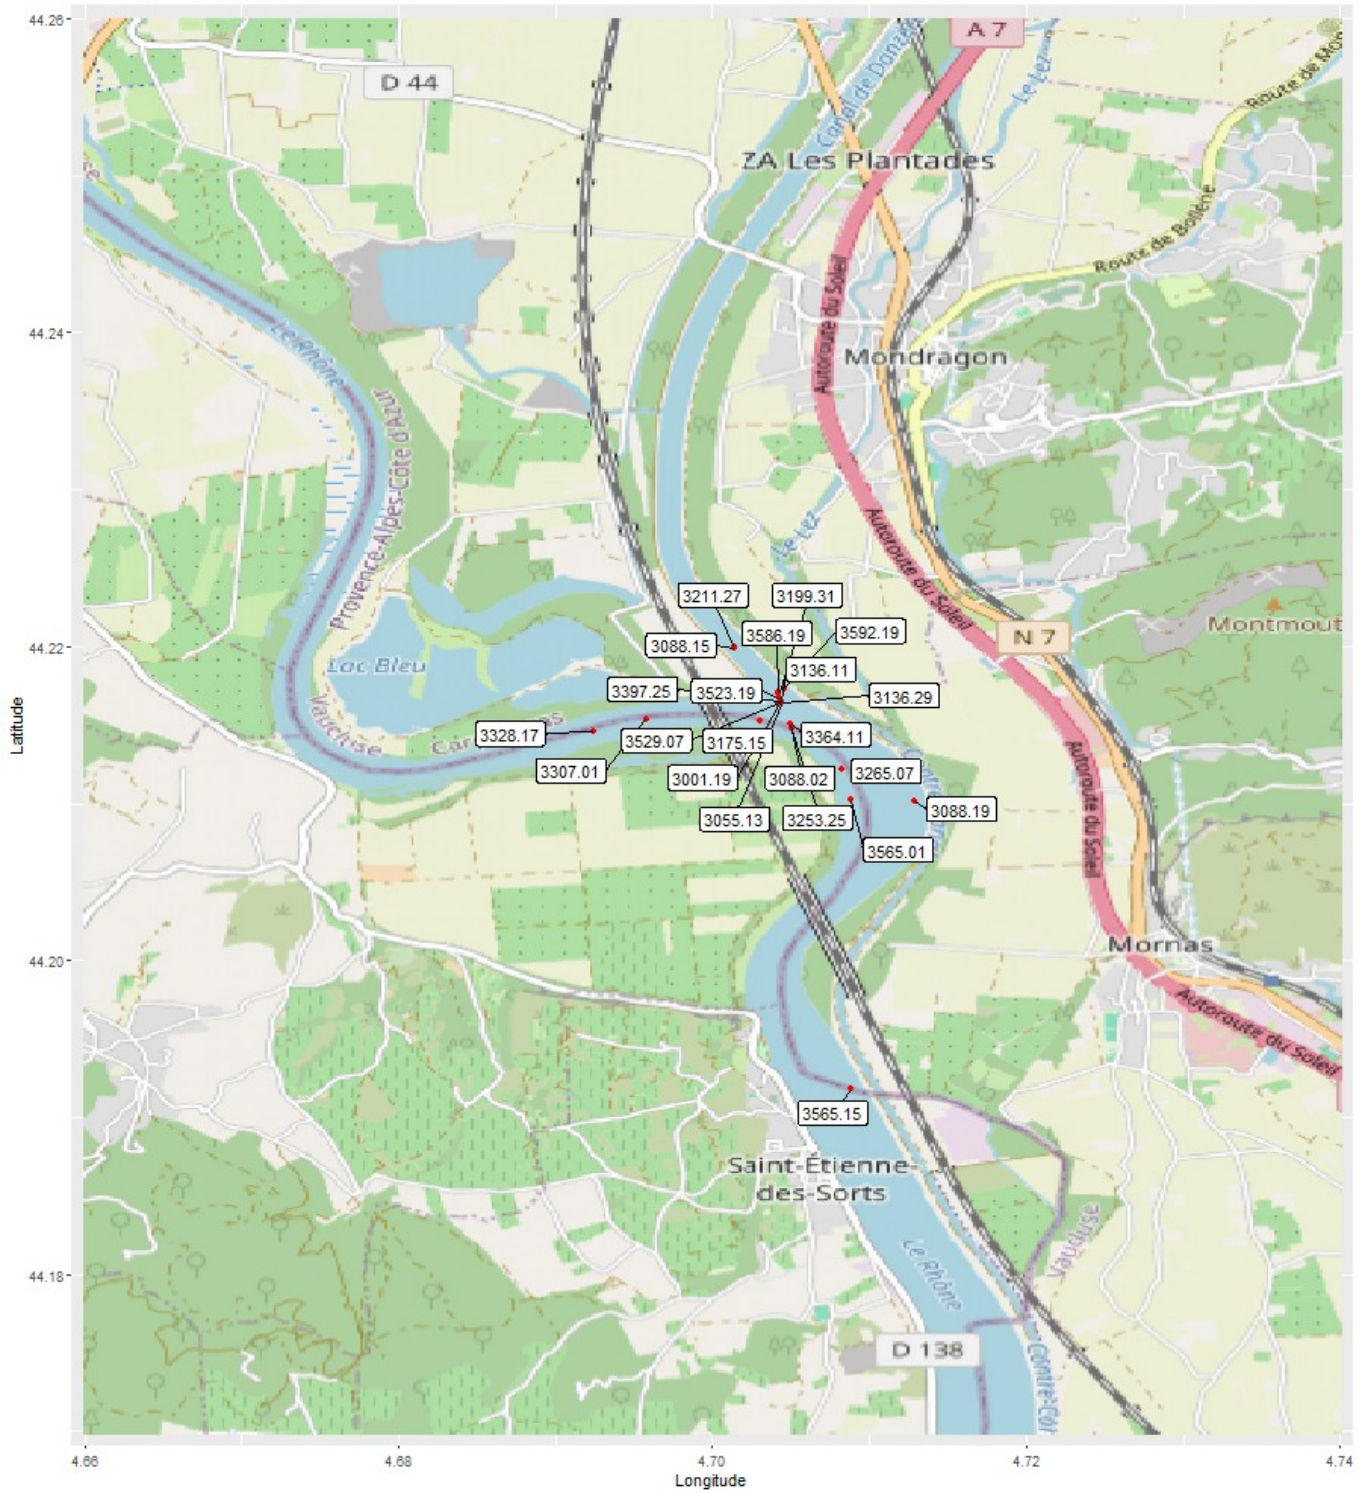 44.26
A 7
D 44
Canal de Donzè
Le Lez
Route de Mon
ZA Les Plantades
Route de Bollène
Autoroute du Soleil
Le Rhône
44.24
Mondragon
Provence-Alpes-Côte d'Azur
Le Lez
Autoroute du Soleil
3211.27
3199.31
Montmout
N 7
3586.19
3592.19
44.22
3088.15
Lac Bleu
3136.11
3397.25
3523.19
3136.29
Vaucluse
3328.17
3529.07
3175.15
3364.11
Latitude
3307.01
3001.19
3088.02
3265.07
Autoroute du Soleil
3055.13
3253.25
3088.19
3565.01
Mornas
44.20
Autoroute du Soleil
3565.15
Saint-Étienne-
des-Sorts
Vaucluse
Le Rhône
44.18
D 138
4.66
4.68
4.70
4.72
4.74
Longitude